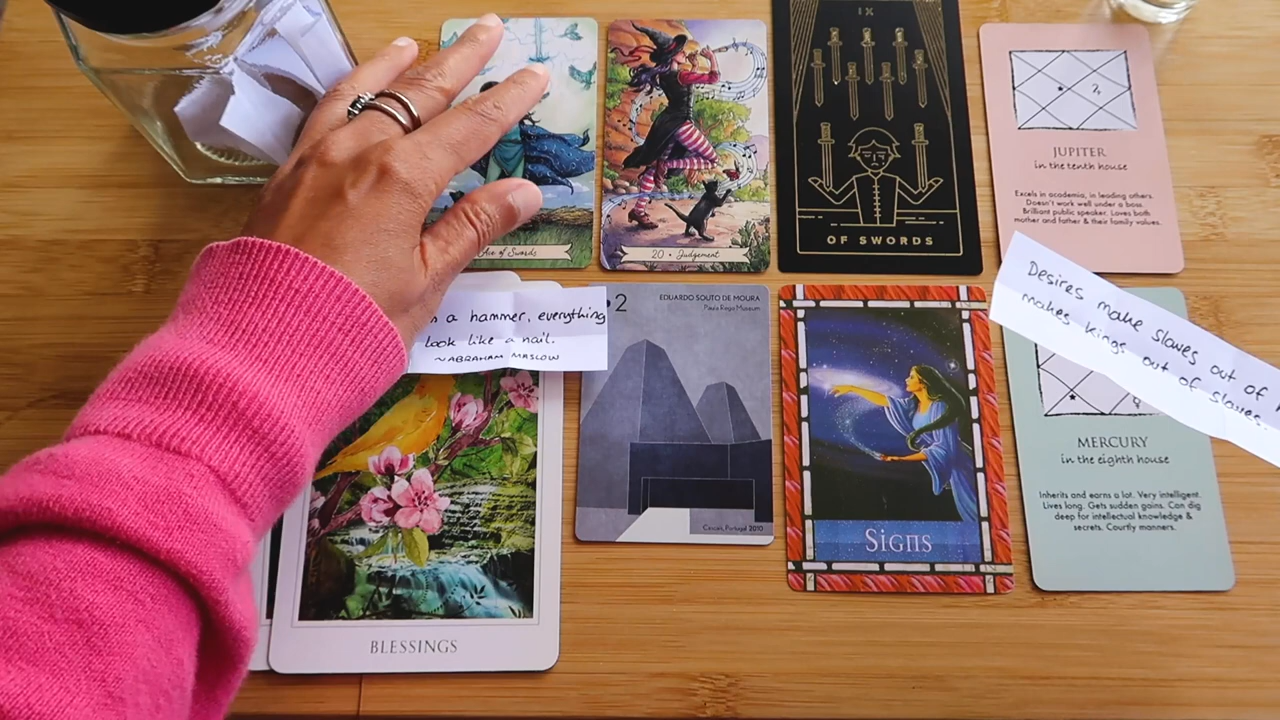 Ace of Swords
20 • Judgement
IX
OF SWORDS
JUPITER
in the tenth house
Excels in academia, in leading others.
Doesn't work well under a boss.
Brilliant public speaker. Loves both
mother and father & their family values.
a hammer, everything
look like a nail.
~ABRAHAM MASLOW
2
EDUARDO SOUTO DE MOURA
Paula Rego Museum
Cascais, Portugal 2010
SIGNS
Desires make slaves out of
makes kings out of slaves.
MERCURY
in the eighth house
Inherits and earns a lot. Very intelligent.
Lives long. Gets sudden gains. Can dig
deep for intellectual knowledge &
secrets. Courtly manners.
BLESSINGS